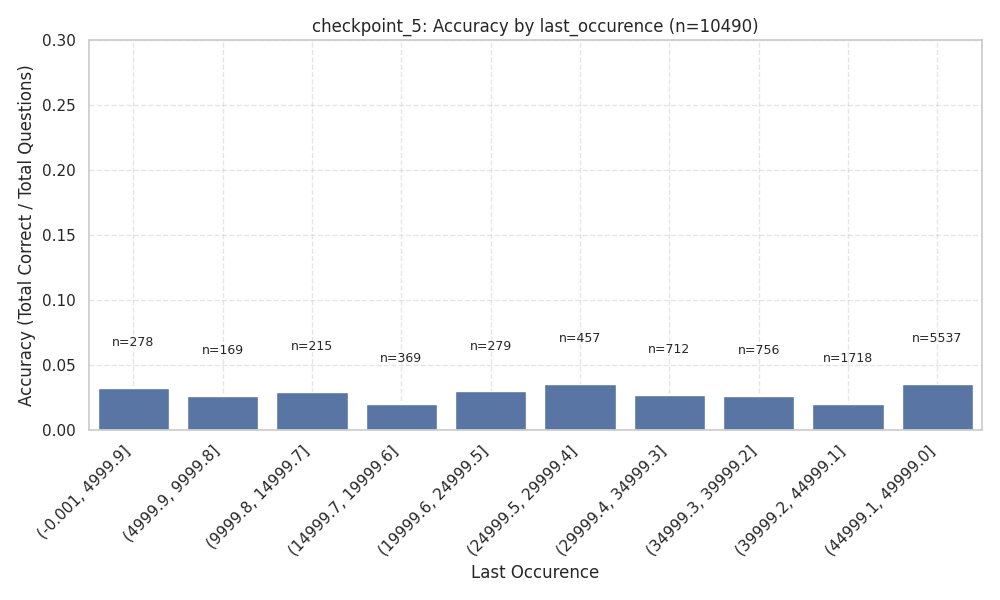 checkpoint_5: Accuracy by last_occurence (n=10490)
Accuracy (Total Correct / Total Questions)
0.30
0.25
0.20
0.15
0.10
0.05
0.00
n=278
n=169
n=215
n=369
n=279
n=457
n=712
n=756
n=1718
n=5537
(-0.001, 4999.9]
(4999.9, 9999.8]
(9999.8, 14999.7]
(14999.7, 19999.6]
(19999.6, 24999.5]
(24999.5, 29999.4]
(29999.4, 34999.3]
(34999.3, 39999.2]
(39999.2, 44999.1]
(44999.1, 49999.0]
Last Occurence